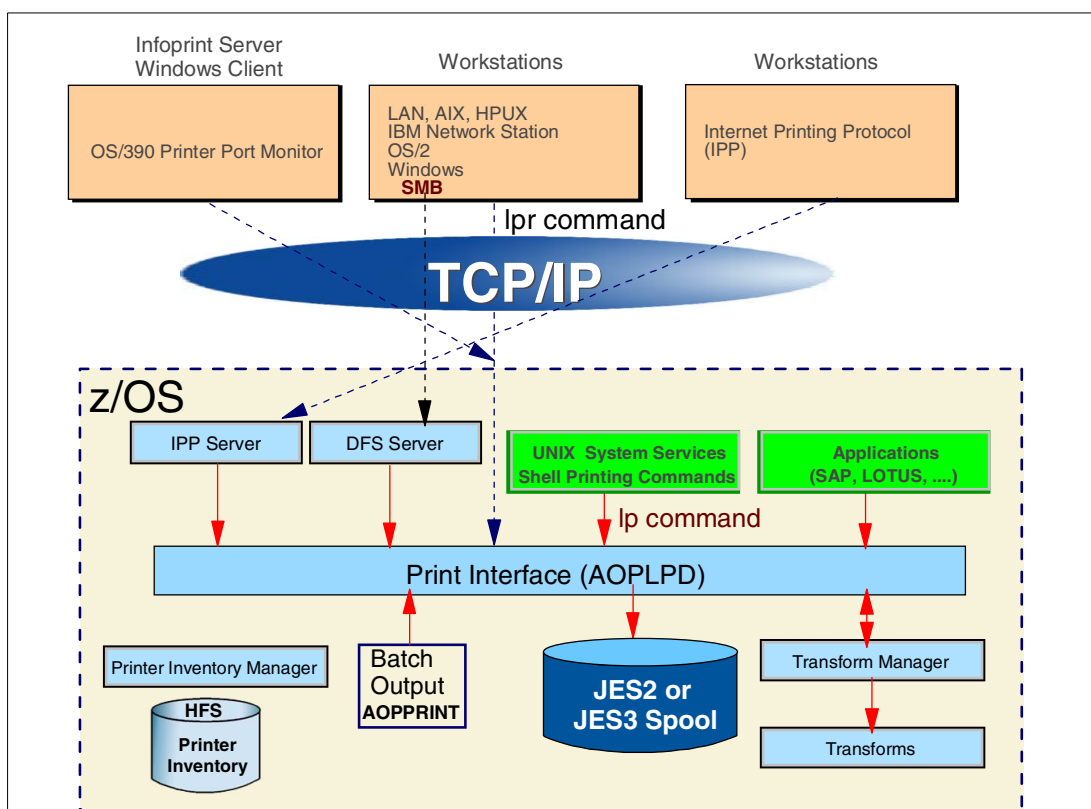 Infoprint Server
Windows Client
Workstations
Workstations
OS/390 Printer Port Monitor
LAN, AIX, HPUX
IBM Network Station
OS/2
Windows
SMB
Internet Printing Protocol
(IPP)
lpr command
TCP/IP
z/OS
IPP Server
DFS Server
UNIX System Services
Shell Printing Commands
Applications
(SAP, LOTUS, ....)
lp command
Print Interface (AOPLPD)
Printer Inventory Manager
HFS
Printer
Inventory
Batch
Output
AOPPRINT
JES2 or
JES3 Spool
Transform Manager
Transforms